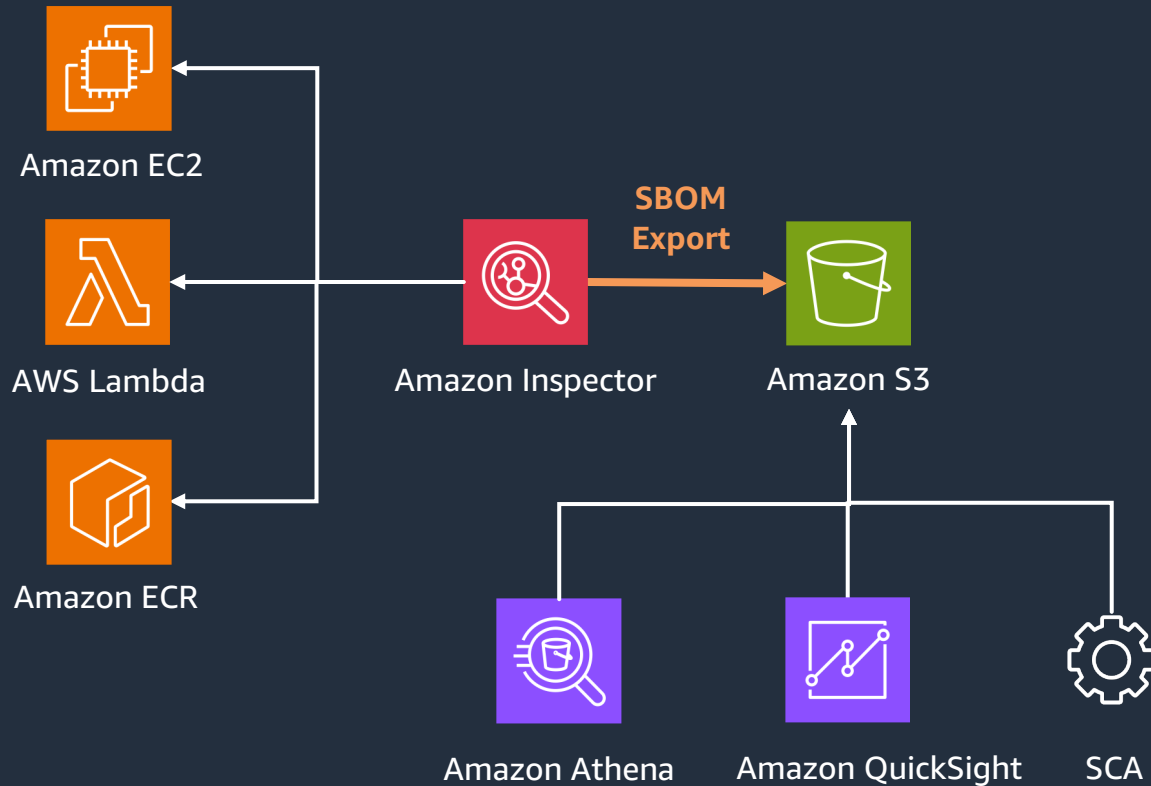 Amazon EC2
SBOM
Export
AWS Lambda
Amazon Inspector
Amazon S3
Amazon ECR
Amazon Athena
Amazon QuickSight
SCA